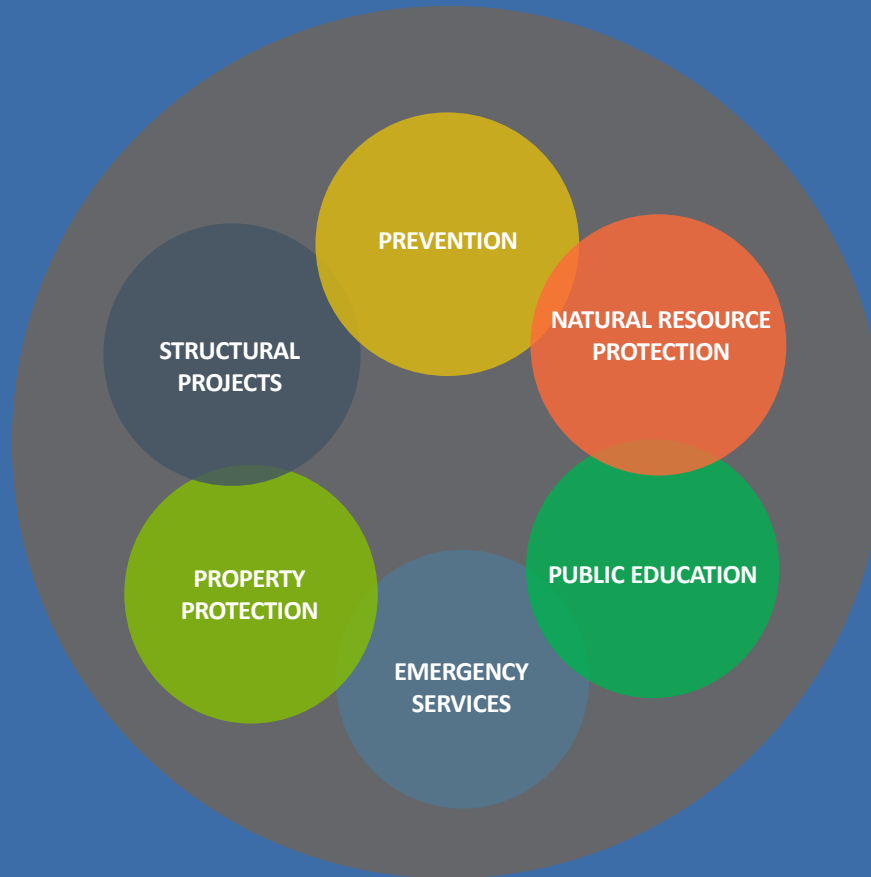 PREVENTION
NATURAL RESOURCE
PROTECTION
STRUCTURAL
PROJECTS
PUBLIC EDUCATION
PROPERTY
PROTECTION
EMERGENCY
SERVICES